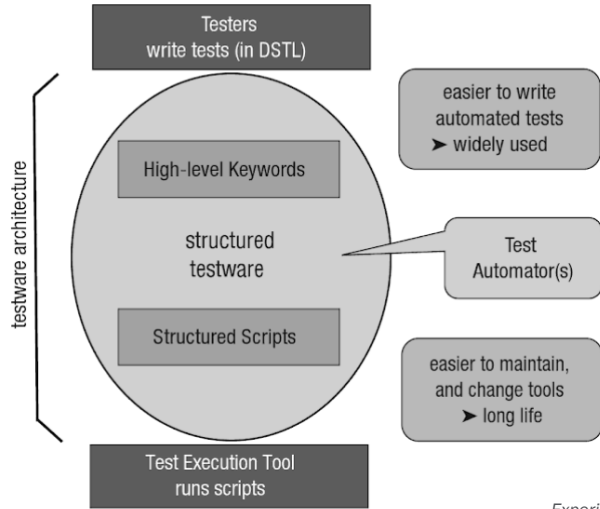 Testers
write tests (in DSTL)
testware architecture
High-level Keywords
structured
testware
Structured Scripts
easier to write
automated tests
➤ widely used
Test
Automator(s)
easier to maintain,
and change tools
➤ long life
Test Execution Tool
runs scripts